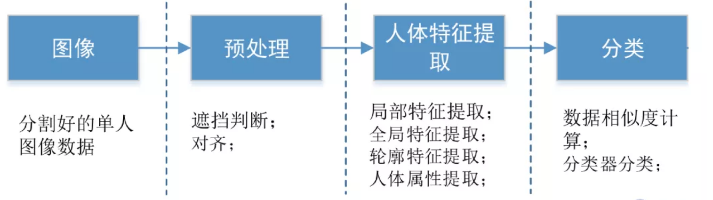 图像
预处理
人体特征提
取
分类
分割好的单人
图像数据
遮挡判断；
对齐；
局部特征提取；
全局特征提取；
轮廓特征提取；
人体属性提取；
数据相似度计
算；
分类器分类；